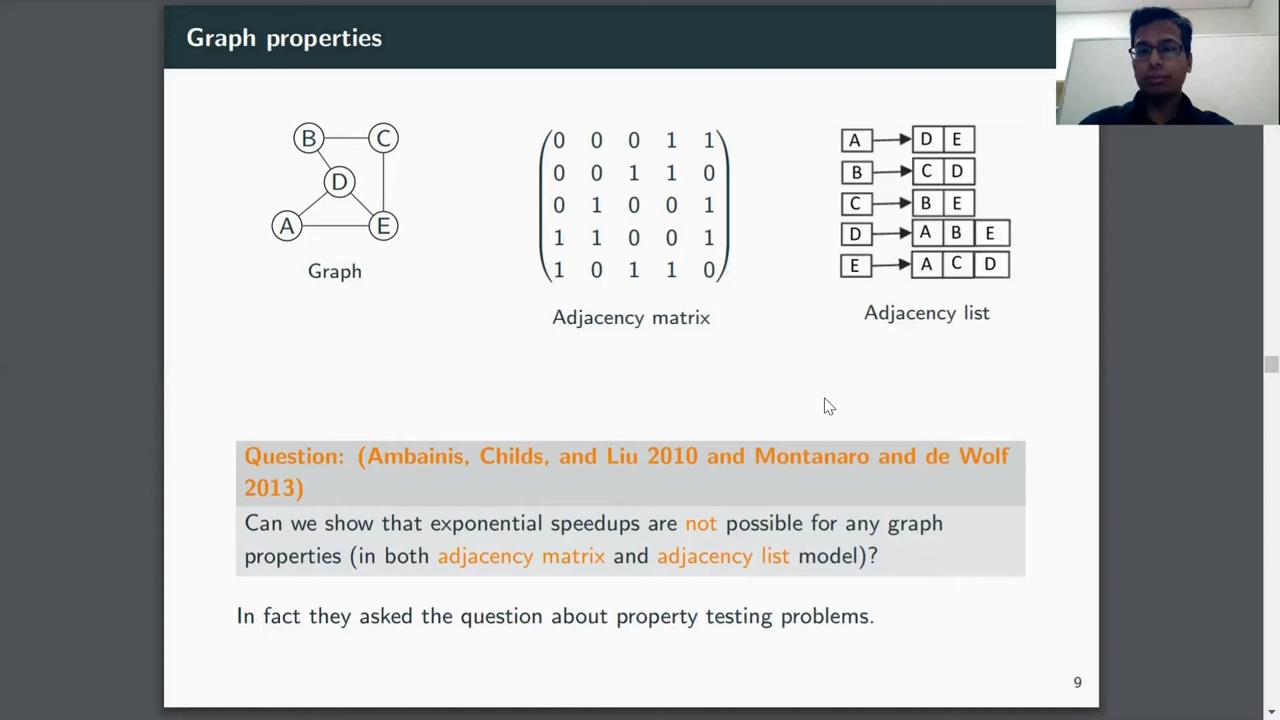 Graph properties
B C
D
A E
Graph
0 0 0 1 1
0 0 1 1 0
0 1 0 0 1
1 1 0 0 1
1 0 1 1 0
Adjacency matrix
A D E
B C D
C B E
D A B E
E A C D
Adjacency list
Question: (Ambainis, Childs, and Liu 2010 and Montanaro and de Wolf
2013)
Can we show that exponential speedups are not possible for any graph
properties (in both adjacency matrix and adjacency list model)?
In fact they asked the question about property testing problems.
9